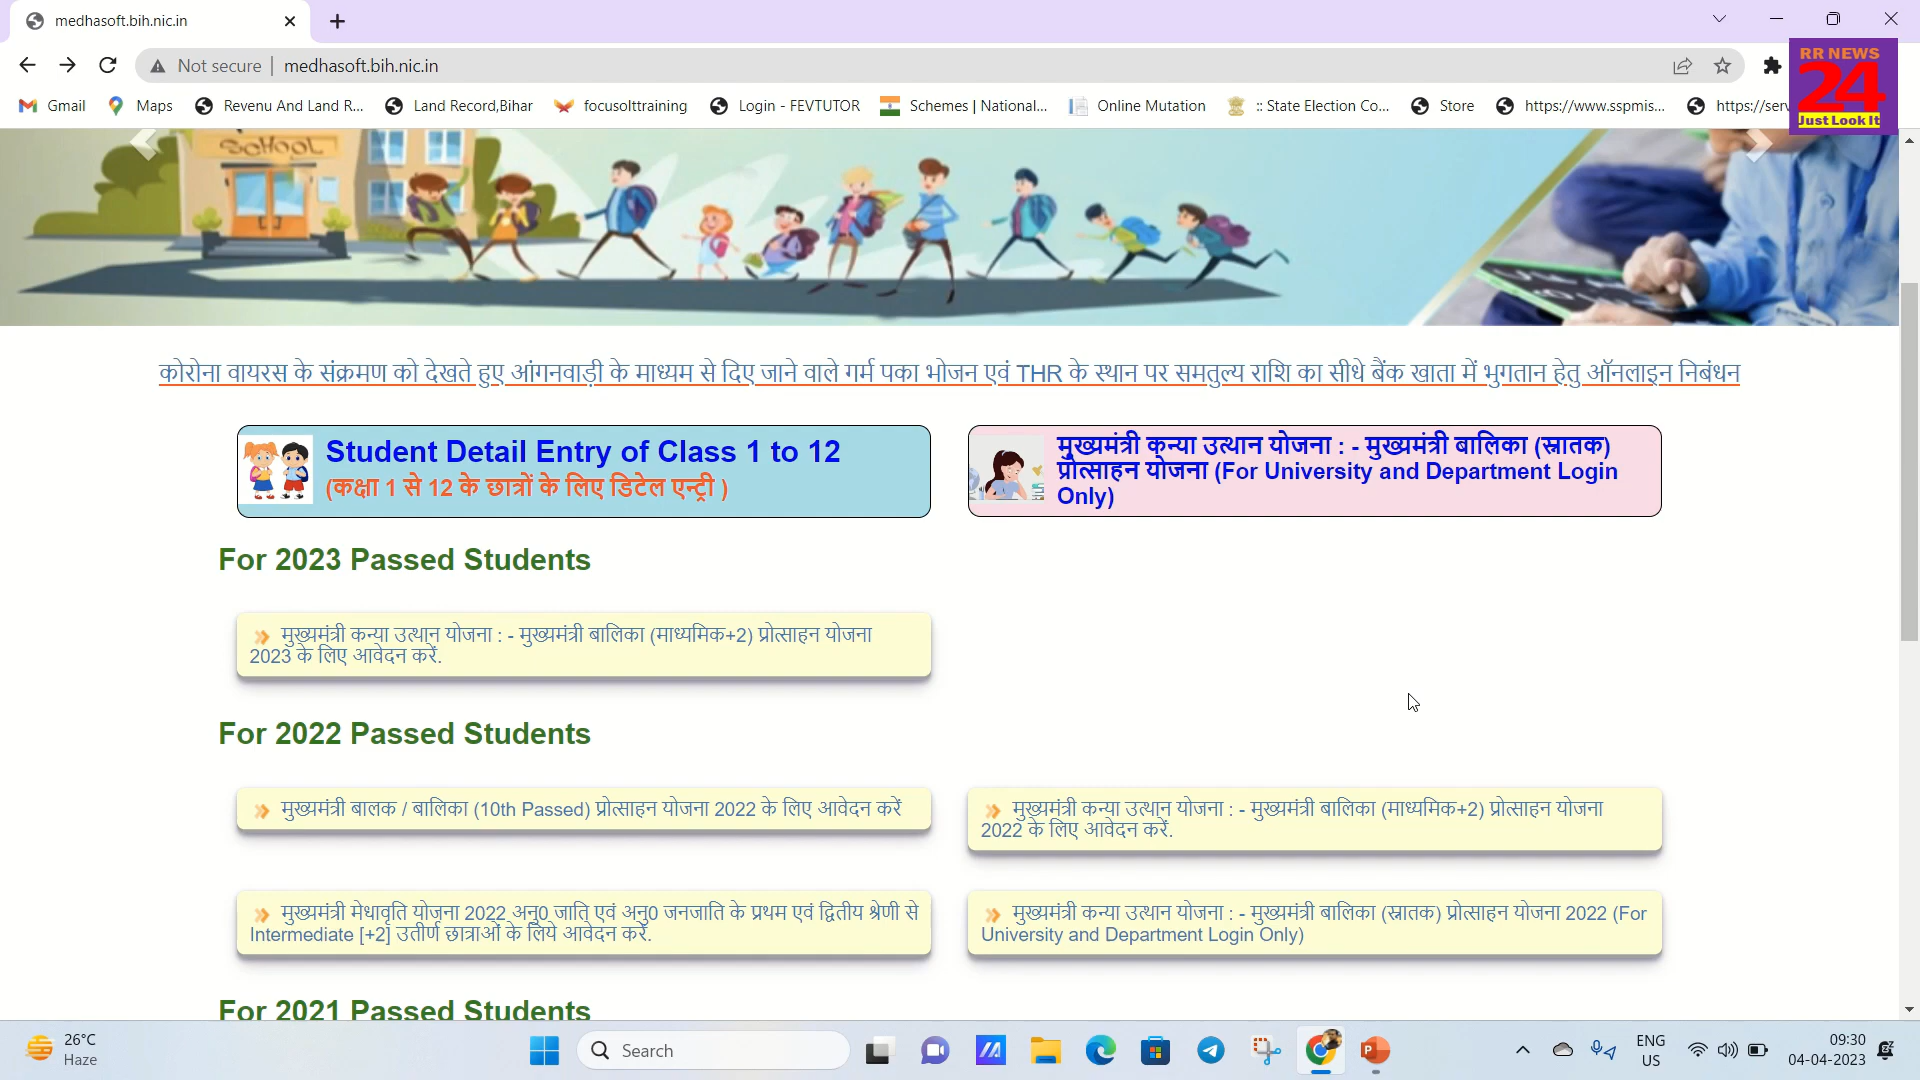 medhasoft.bih.nic.in
Not secure
medhasoft.bih.nic.in
RR NEWS
24
Just Look It
Gmail
Maps
Revenu And Land R...
Land Record,Bihar
focusolttraining
Login - FEVTUTOR
Schemes | National...
Online Mutation
:: State Election Co...
Store
https://www.sspmis...
https://serv
SCHOOL
कोरोना वायरस के संक्रमण को देखते हुए आंगनवाड़ी के माध्यम से दिए जाने वाले गर्म पका भोजन एवं THR के स्थान पर समतुल्य राशि का सीधे बैंक खाता में भुगतान हेतु ऑनलाइन निबंधन
Student Detail Entry of Class 1 to 12
(कक्षा 1 से 12 के छात्रों के लिए डिटेल एन्ट्री )
मुख्यमंत्री कन्या उत्थान योजना : - मुख्यमंत्री बालिका (स्नातक)
प्रोत्साहन योजना (For University and Department Login
Only)
For 2023 Passed Students
मुख्यमंत्री कन्या उत्थान योजना : - मुख्यमंत्री बालिका (माध्यमिक+2) प्रोत्साहन योजना
2023 के लिए आवेदन करें.
For 2022 Passed Students
मुख्यमंत्री बालक / बालिका (10th Passed) प्रोत्साहन योजना 2022 के लिए आवेदन करें
मुख्यमंत्री कन्या उत्थान योजना : - मुख्यमंत्री बालिका (माध्यमिक+2) प्रोत्साहन योजना
2022 के लिए आवेदन करें.
मुख्यमंत्री मेधावृति योजना 2022 अनु0 जाति एवं अनु0 जनजाति के प्रथम एवं द्वितीय श्रेणी से
Intermediate [+2] उतीर्ण छात्राओं के लिये आवेदन करें.
मुख्यमंत्री कन्या उत्थान योजना : - मुख्यमंत्री बालिका (स्नातक) प्रोत्साहन योजना 2022 (For
University and Department Login Only)
For 2021 Passed Students
26°C
Haze
Search
ENG
US
09:30
04-04-2023